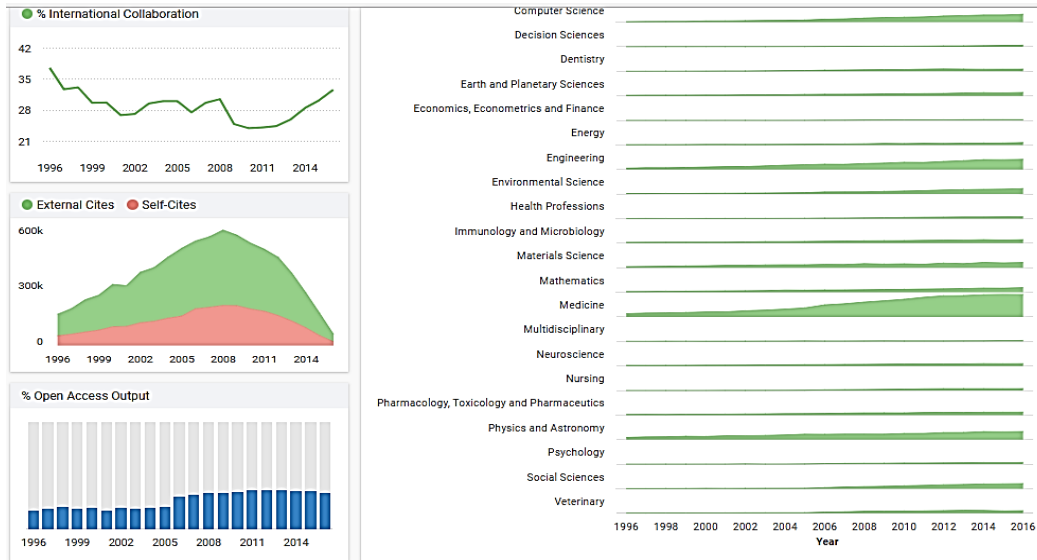 % International Collaboration
42
35
28
21
1996 1999 2002 2005 2008 2011 2014
External Cites Self-Cites
600k
300k
0
1996 1999 2002 2005 2008 2011 2014
% Open Access Output
1996 1999 2002 2005 2008 2011 2014
Computer Science
Decision Sciences
Dentistry
Earth and Planetary Sciences
Economics, Econometrics and Finance
Energy
Engineering
Environmental Science
Health Professions
Immunology and Microbiology
Materials Science
Mathematics
Medicine
Multidisciplinary
Neuroscience
Nursing
Pharmacology, Toxicology and Pharmaceutics
Physics and Astronomy
Psychology
Social Sciences
Veterinary
1996 1998 2000 2002 2004 2006 2008 2010 2012 2014 2016
Year